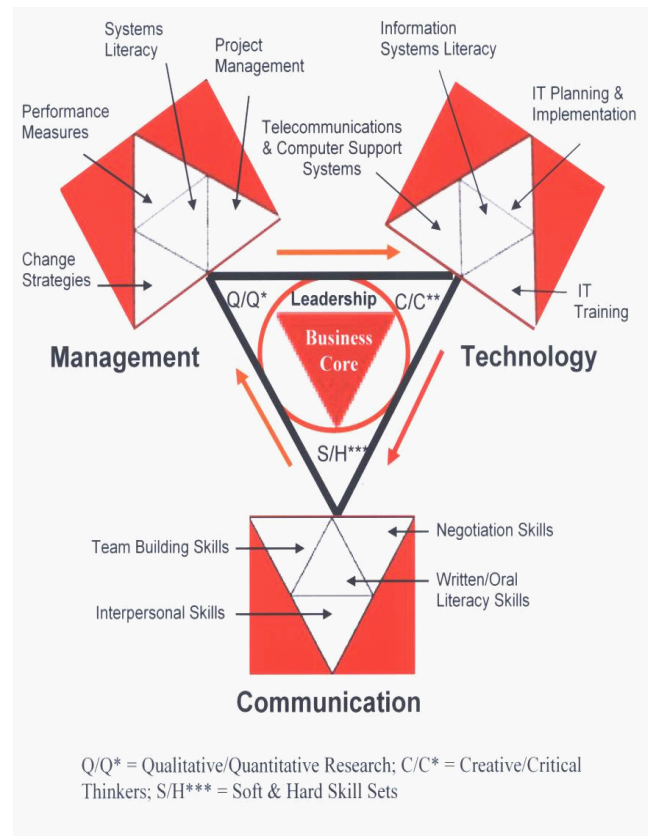 Systems
Literacy
Project
Management
Performance
Measures
Change
Strategies
Management
Information
Systems Literacy
IT Planning &
Implementation
Telecommunications
& Computer Support
Systems
IT
Training
Technology
Q/Q*
Leadership
C/C**
Business
Core
S/H***
Team Building Skills
Negotiation Skills
Written/Oral
Literacy Skills
Interpersonal Skills
Communication
Q/Q* = Qualitative/Quantitative Research; C/C* = Creative/Critical
Thinkers; S/H*** = Soft & Hard Skill Sets